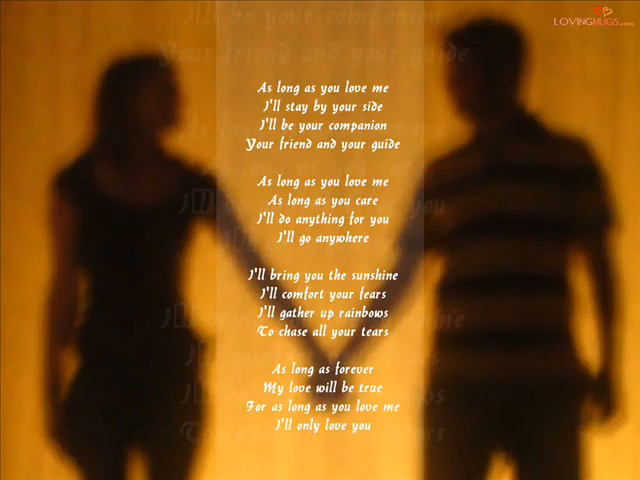 LOVINGHUGS.com
As long as you love me
I'll stay by your side
I'll be your companion
Your friend and your guide
As long as you love me
As long as you care
I'll do anything for you
I'll go anywhere
I'll bring you the sunshine
I'll comfort your fears
I'll gather up rainbows
To chase all your tears
As long as forever
My love will be true
For as long as you love me
I'll only love you